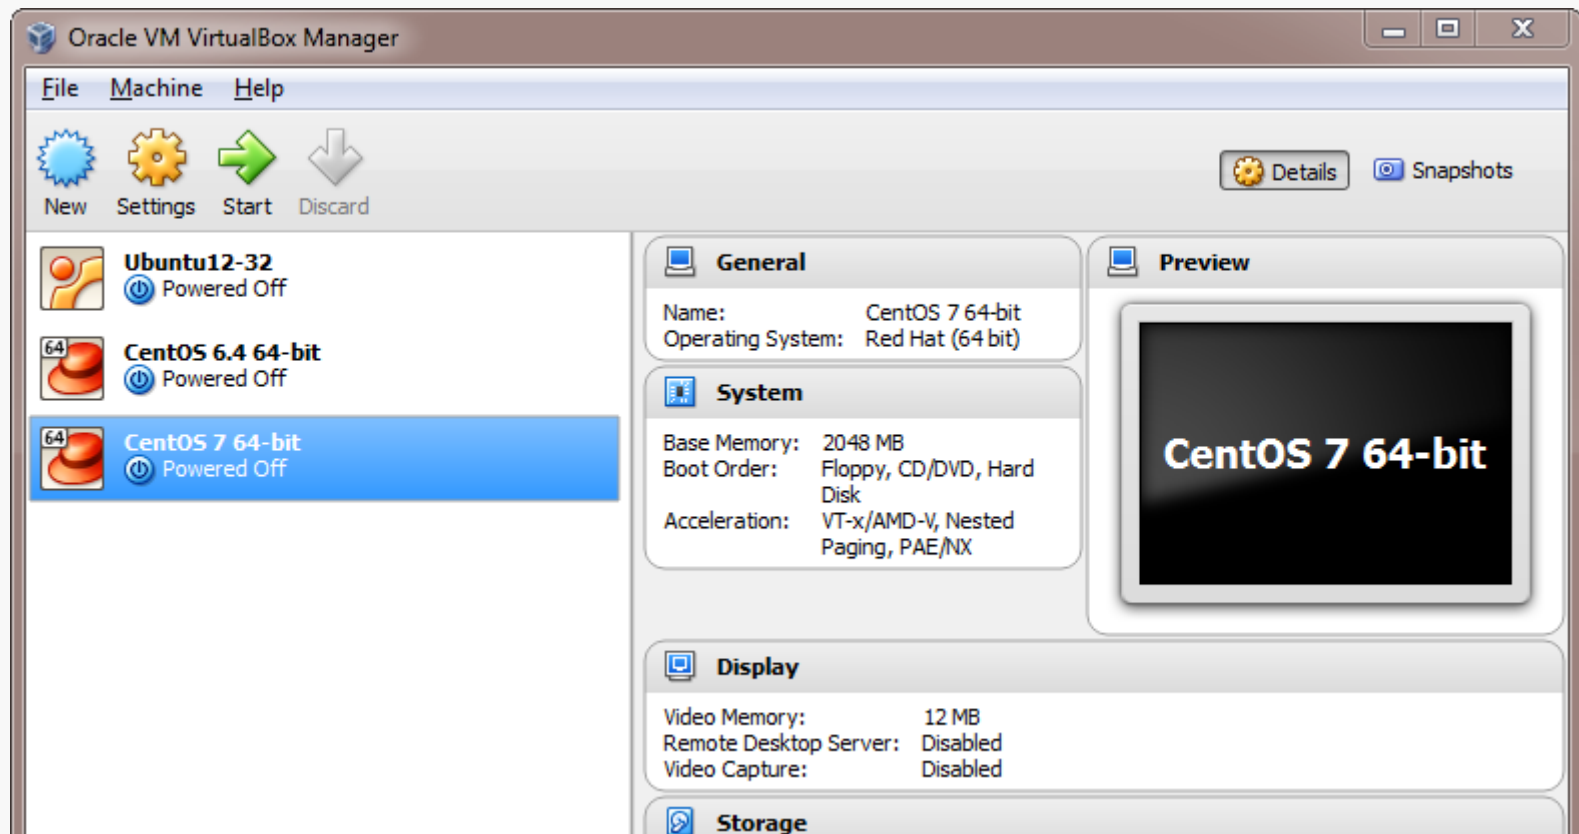 Oracle VM VirtualBox Manager
File Machine Help
New Settings Start Discard
Details Snapshots
Ubuntu12-32
Powered Off
64
CentOS 6.4 64-bit
Powered Off
64
CentOS 7 64-bit
Powered Off
General
Name: CentOS 7 64-bit
Operating System: Red Hat (64 bit)
System
Base Memory: 2048 MB
Boot Order: Floppy, CD/DVD, Hard
Disk
Acceleration: VT-x/AMD-V, Nested
Paging, PAE/NX
Preview
CentOS 7 64-bit
Display
Video Memory: 12 MB
Remote Desktop Server: Disabled
Video Capture: Disabled
Storage